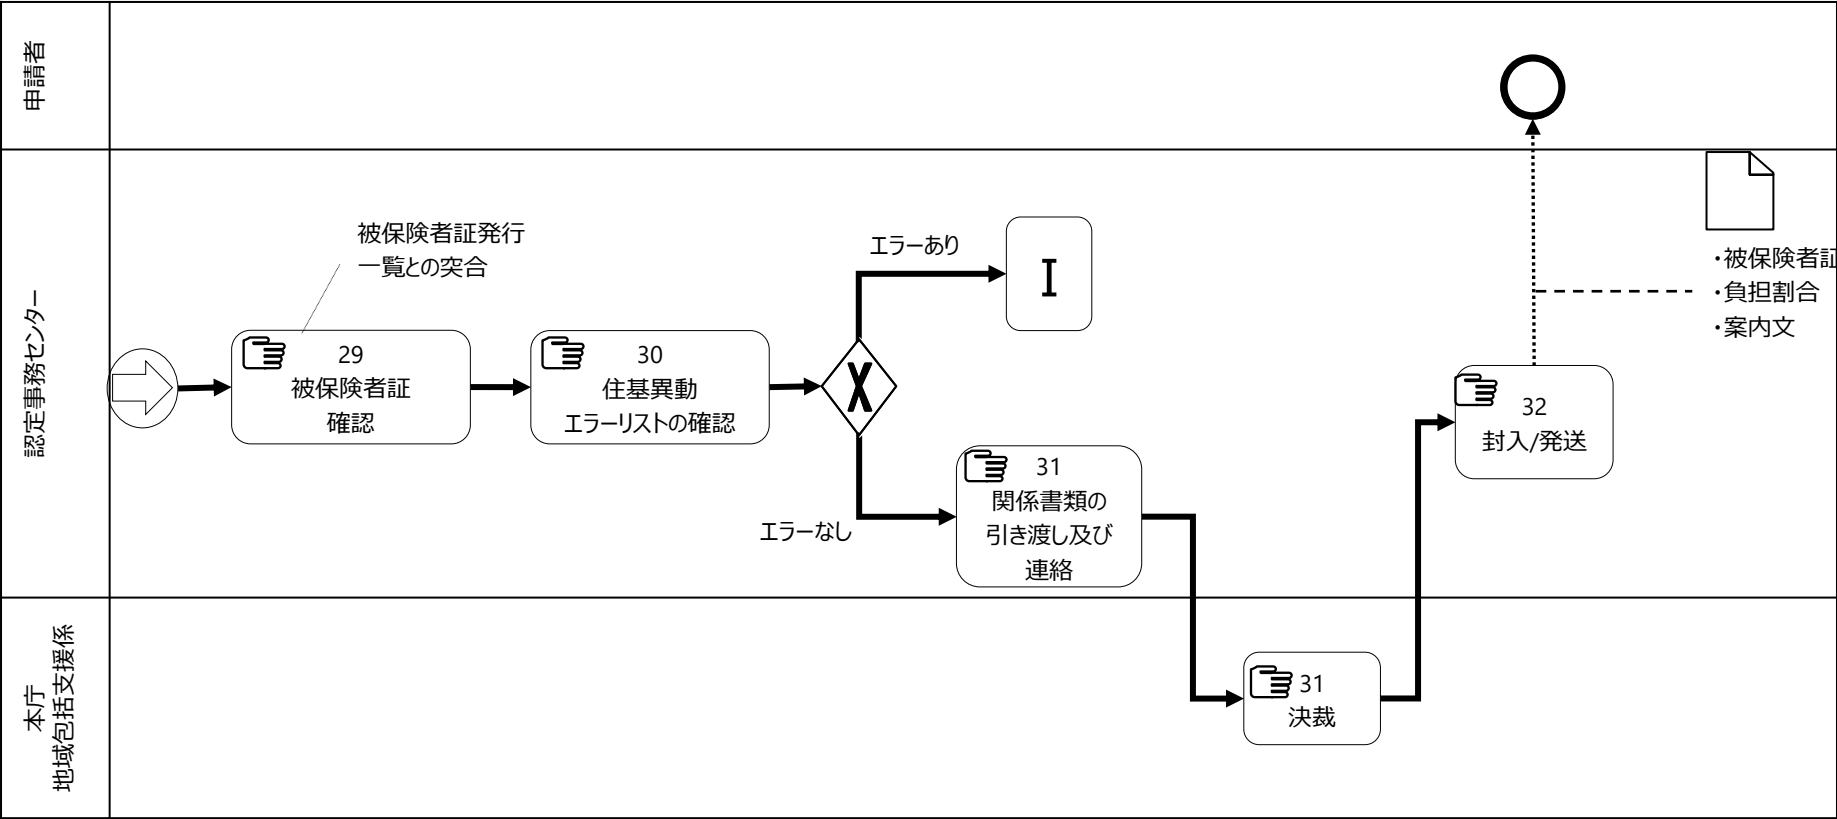 申請者
認定事務センター
被保険者証発行
一覧との突合
29
被保険者証
確認
30
住基異動
エラーリストの確認
X
エラーあり
I
エラーなし
31
関係書類の
引き渡し及び
連絡
32
封入/発送
・被保険者証
・負担割合
・案内文
本庁
地域包括支援係
31
決裁